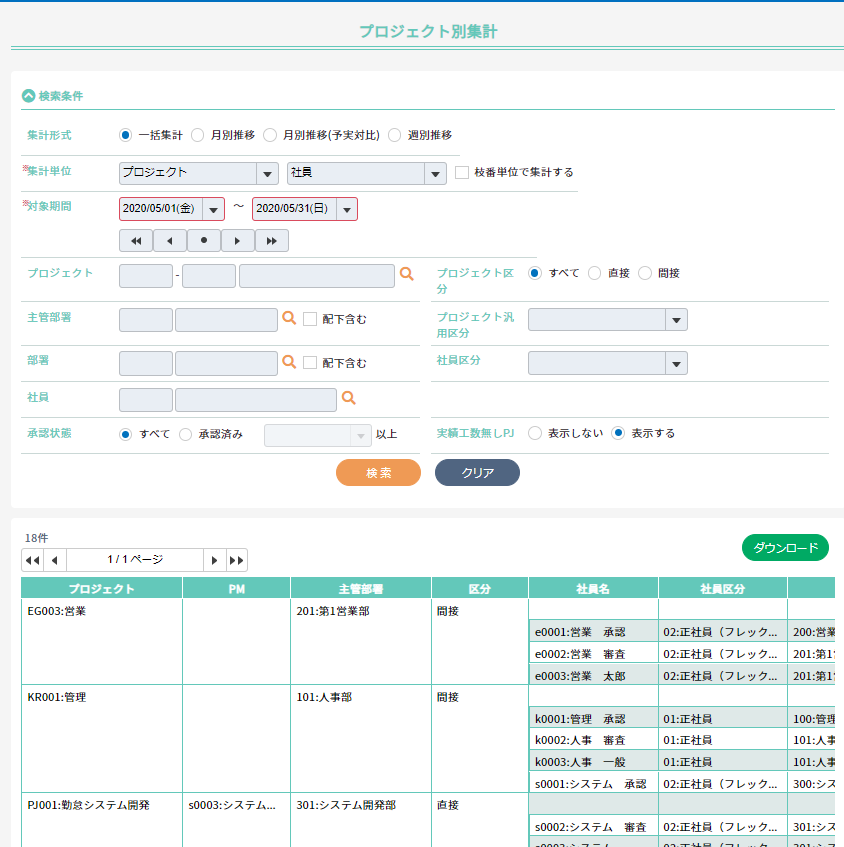 プロジェクト別集計
検索条件
集計形式 一括集計 月別推移 月別推移(予実対比) 週別推移
※集計単位 プロジェクト 社員 枝番単位で集計する
※対象期間 2020/05/01(金) ～ 2020/05/31(日)
プロジェクト - プロジェクト区分 すべて 直接 間接
主管部署 配下含む プロジェクト汎用区分
部署 配下含む 社員区分
社員
承認状態 すべて 承認済み 以上 実績工数無しPJ 表示しない 表示する
検索 クリア
18件
1 / 1 ページ ダウンロード
プロジェクト PM 主管部署 区分 社員名 社員区分
EG003:営業 201:第1営業部 間接
e0001:営業　承認 02:正社員（フレック... 200:営業
e0002:営業　審査 02:正社員（フレック... 201:第1
e0003:営業　太郎 02:正社員（フレック... 201:第1
KR001:管理 101:人事部 間接
k0001:管理　承認 01:正社員 100:管理
k0002:人事　審査 01:正社員 101:人事
k0003:人事　一般 01:正社員 101:人事
s0001:システム　承認 02:正社員（フレック... 300:シス
PJ001:勤怠システム開発 s0003:システム... 301:システム開発部 直接
s0002:システム　審査 02:正社員（フレック... 301:シス